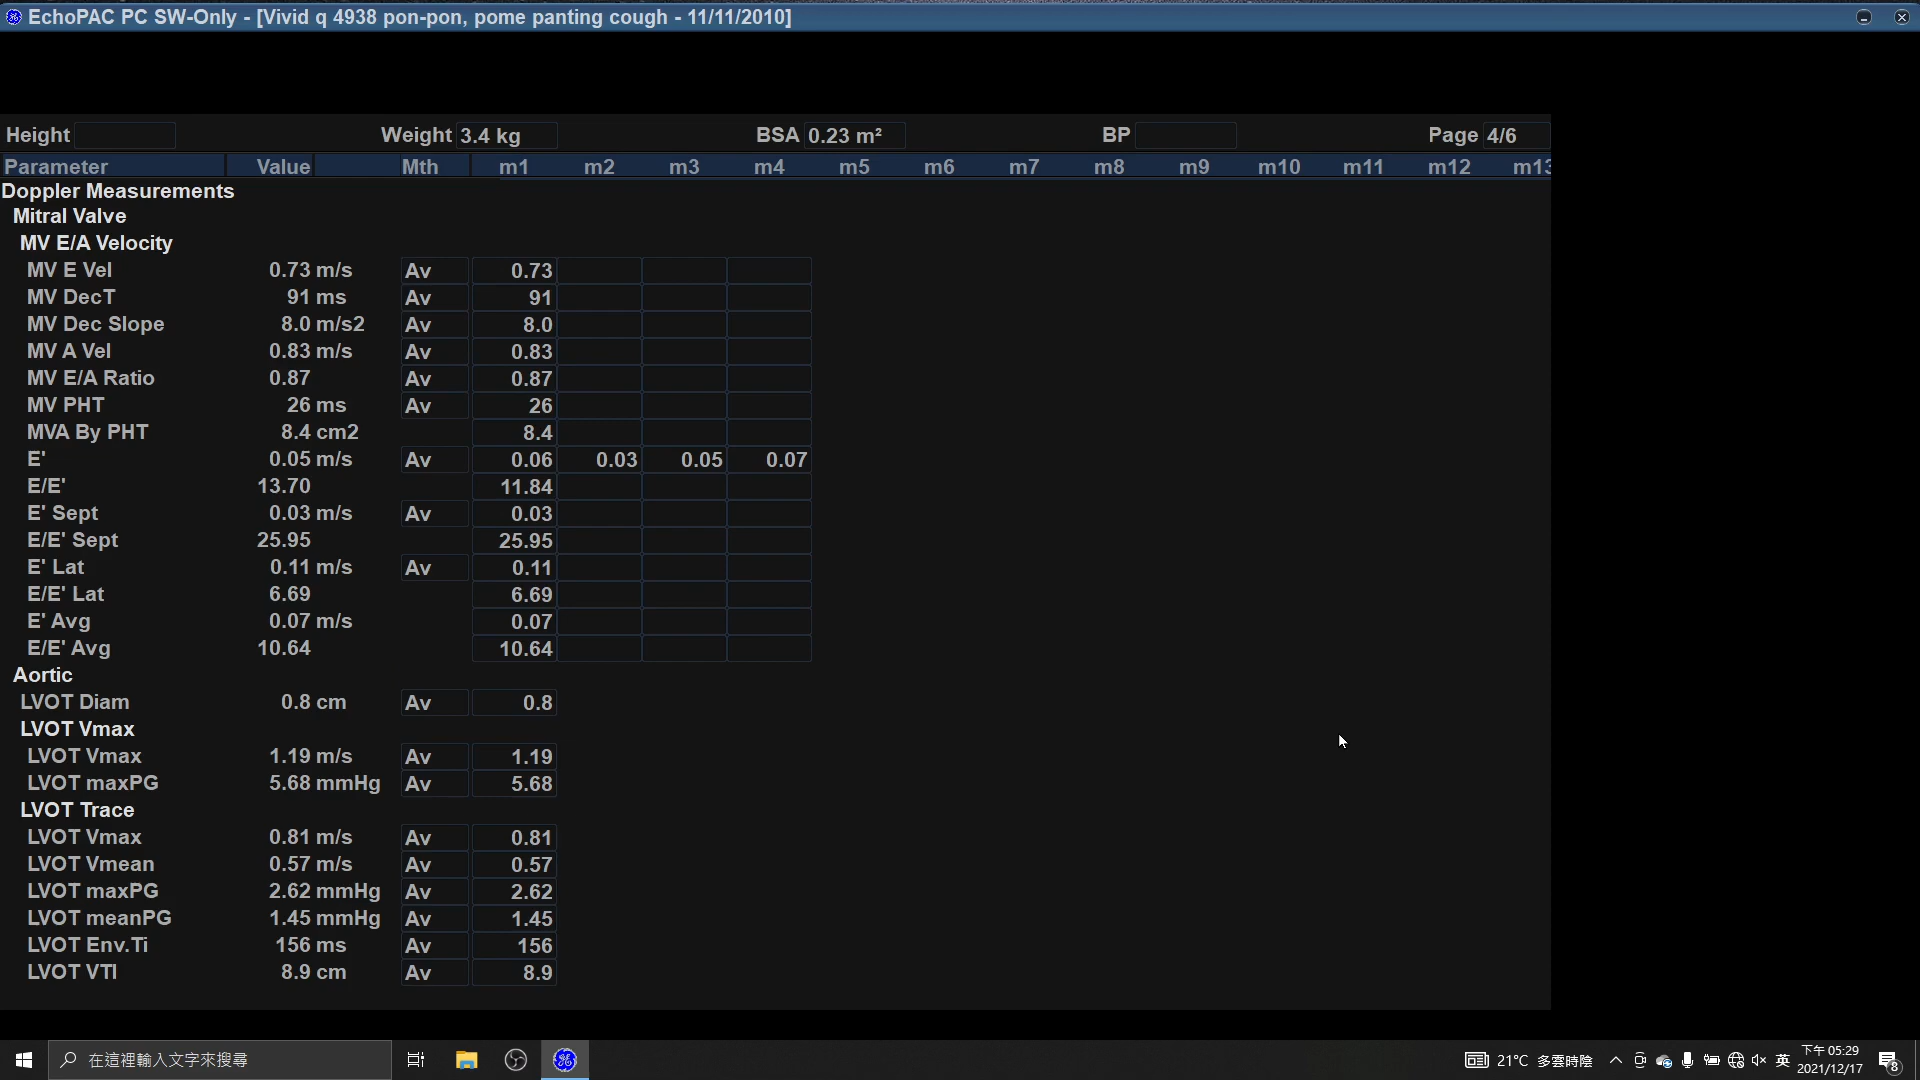 EchoPAC PC SW-Only - [Vivid q 4938 pon-pon, pome panting cough - 11/11/2010]
Height Weight 3.4 kg BSA 0.23 m² BP Page 4/6
Parameter Value Mth m1 m2 m3 m4 m5 m6 m7 m8 m9 m10 m11 m12 m13
Doppler Measurements
Mitral Valve
MV E/A Velocity
MV E Vel 0.73 m/s Av 0.73
MV DecT 91 ms Av 91
MV Dec Slope 8.0 m/s2 Av 8.0
MV A Vel 0.83 m/s Av 0.83
MV E/A Ratio 0.87 Av 0.87
MV PHT 26 ms Av 26
MVA By PHT 8.4 cm2 8.4
E' 0.05 m/s Av 0.06 0.03 0.05 0.07
E/E' 13.70 11.84
E' Sept 0.03 m/s Av 0.03
E/E' Sept 25.95 25.95
E' Lat 0.11 m/s Av 0.11
E/E' Lat 6.69 6.69
E' Avg 0.07 m/s 0.07
E/E' Avg 10.64 10.64
Aortic
LVOT Diam 0.8 cm Av 0.8
LVOT Vmax
LVOT Vmax 1.19 m/s Av 1.19
LVOT maxPG 5.68 mmHg Av 5.68
LVOT Trace
LVOT Vmax 0.81 m/s Av 0.81
LVOT Vmean 0.57 m/s Av 0.57
LVOT maxPG 2.62 mmHg Av 2.62
LVOT meanPG 1.45 mmHg Av 1.45
LVOT Env.Ti 156 ms Av 156
LVOT VTI 8.9 cm Av 8.9
在這裡輸入文字來搜尋 21°C 多雲時陰 英 下午 05:29
2021/12/17 8